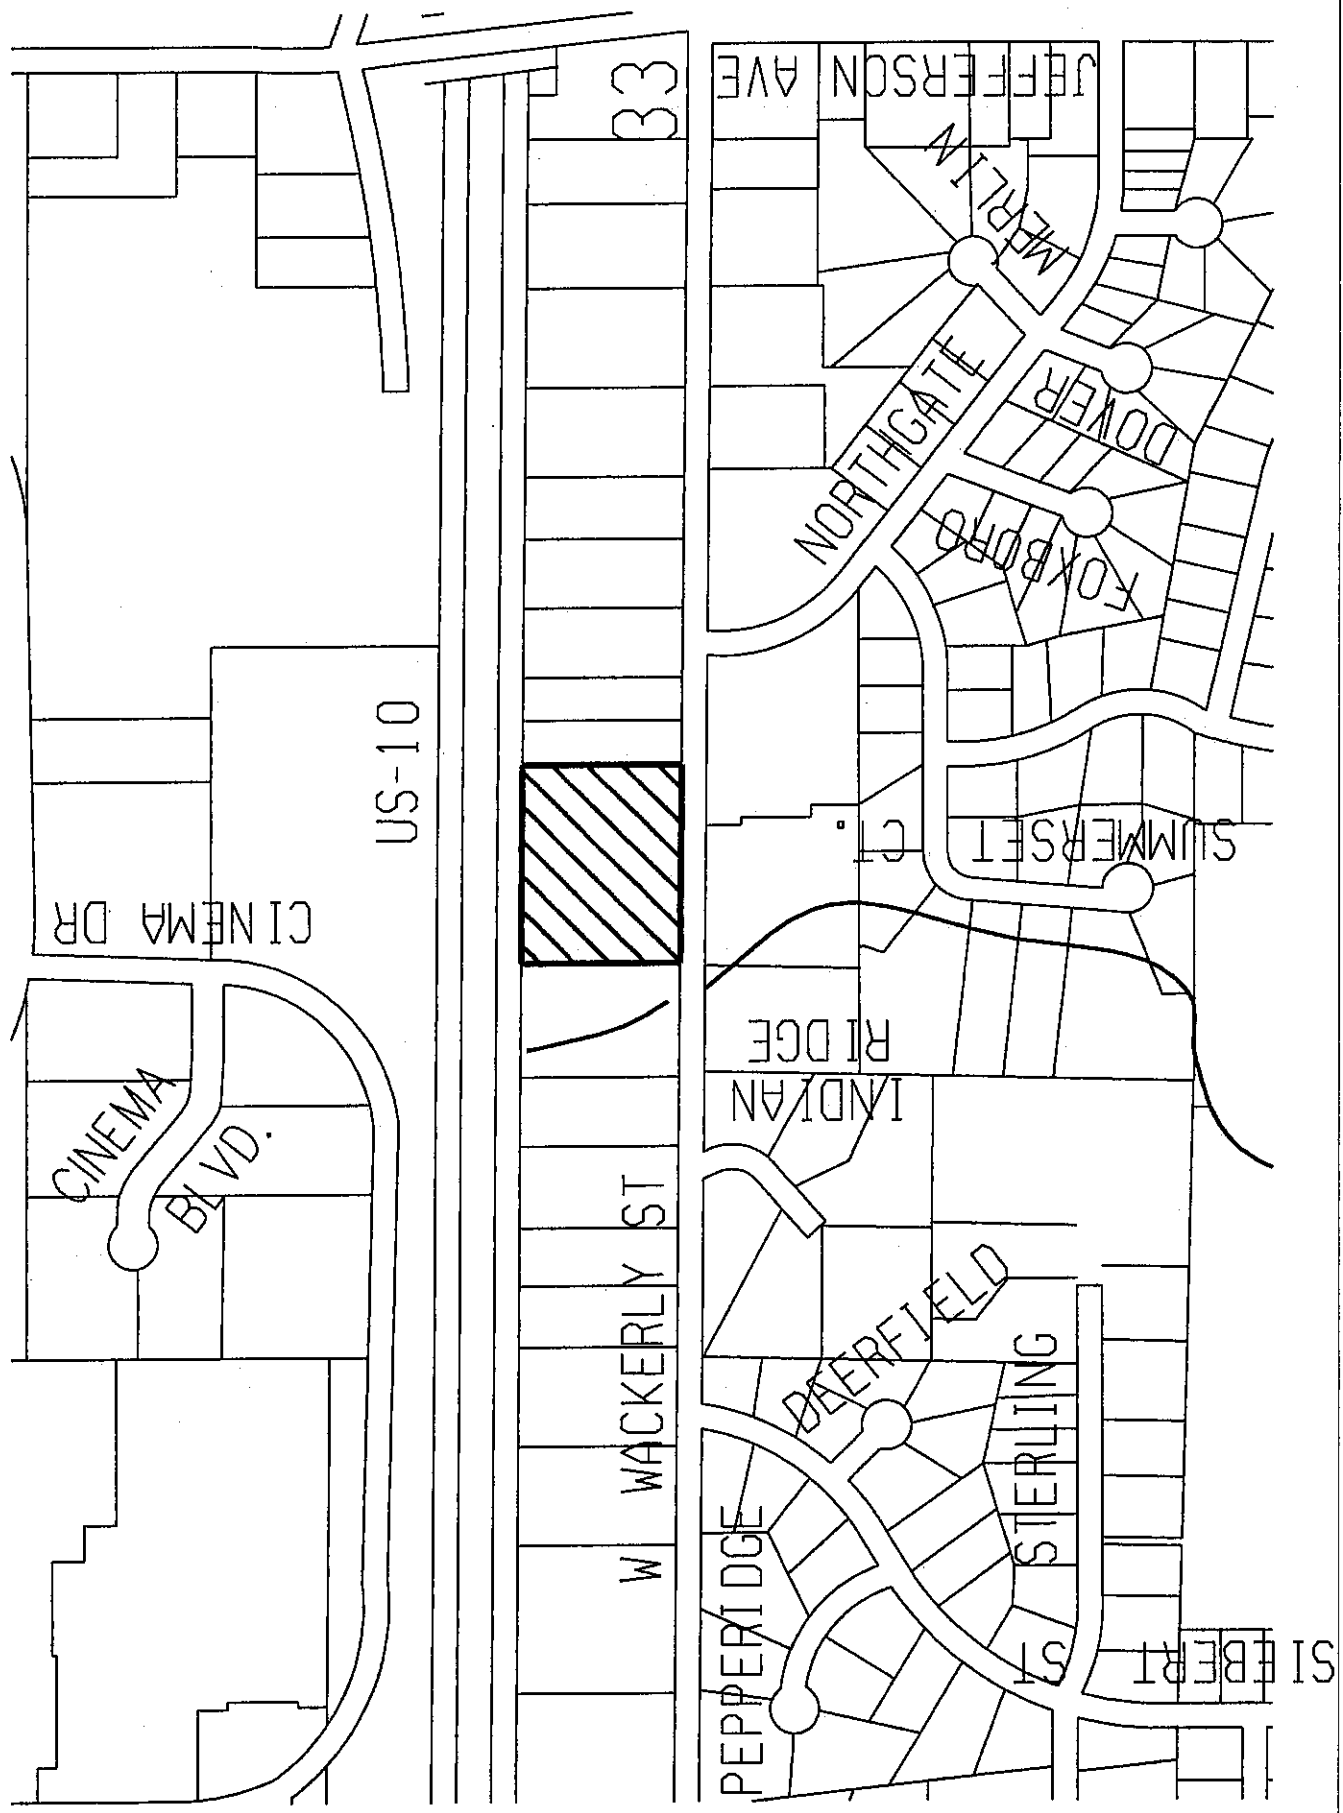 33
JEFFERSON AVE
MERLIN
NORTHGATE
DOVER
FOXBORO
US-10
SUMMERSET CT.
CINEMA DR
INDIAN
RIDGE
CINEMA
BLVD.
W WACKERLY ST
DEERFIELD
STERLING
PEPPERIDGE
SIEBERT ST